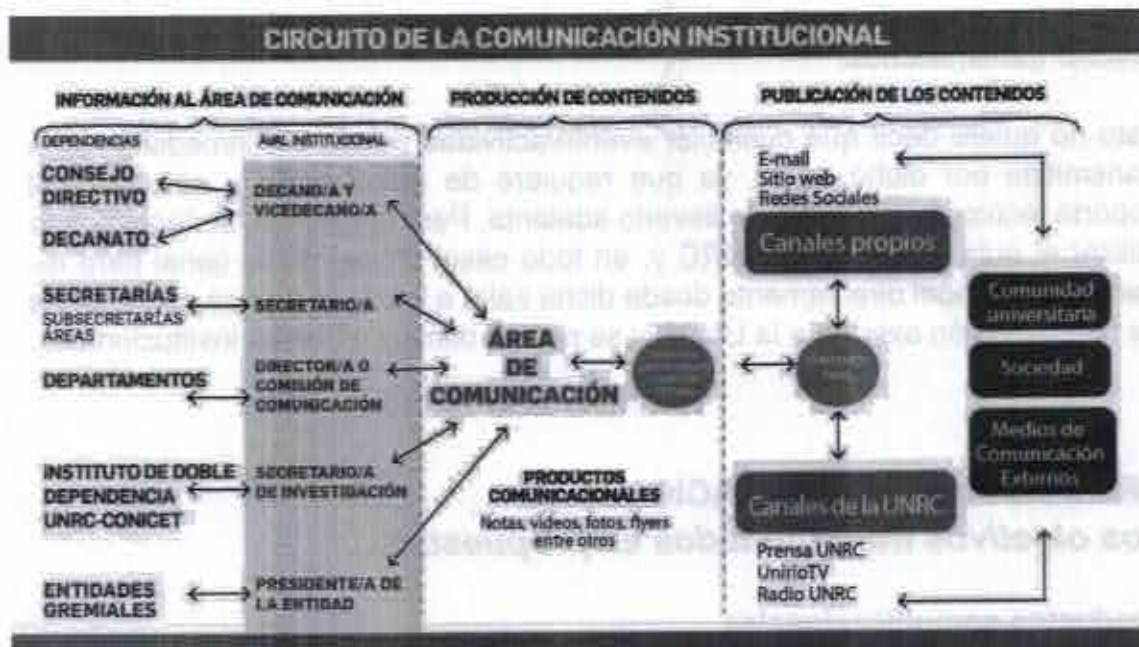 CIRCUITO DE LA COMUNICACIÓN INSTITUCIONAL
INFORMACIÓN AL ÁREA DE COMUNICACIÓN
DEPENDENCIAS
AVAL INSTITUCIONAL
CONSEJO
DIRECTIVO
DECANATO
DECANO/A Y
VICEDECANO/A
SECRETARÍAS
SUBSECRETARÍAS
ÁREAS
SECRETARIO/A
DEPARTAMENTOS
DIRECTOR/A O
COMISIÓN DE
COMUNICACIÓN
INSTITUTO DE DOBLE
DEPENDENCIA
UNRC-CONICET
SECRETARIO/A
DE INVESTIGACIÓN
ENTIDADES
GREMIALES
PRESIDENTE/A DE
LA ENTIDAD
PRODUCCIÓN DE CONTENIDOS
ÁREA
DE
COMUNICACIÓN
PRODUCTOS
COMUNICACIONALES
Notas, videos, fotos, flyers
entre otros
PUBLICACIÓN DE LOS CONTENIDOS
E-mail
Sitio web
Redes Sociales
Canales propios
Canales de la UNRC
Prensa UNRC
UnirioTV
Radio UNRC
Comunidad
universitaria
Sociedad
Medios de
Comunicación
Externos